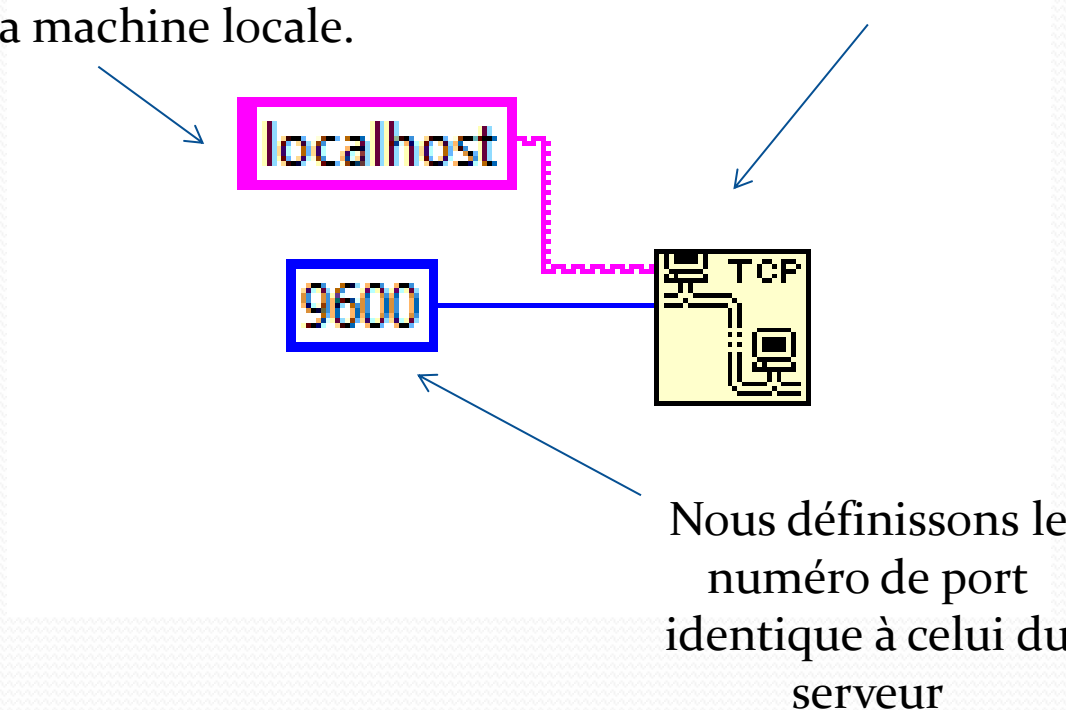 a machine locale.
localhost
TCP
9600
Nous définissons le
numéro de port
identique à celui du
serveur